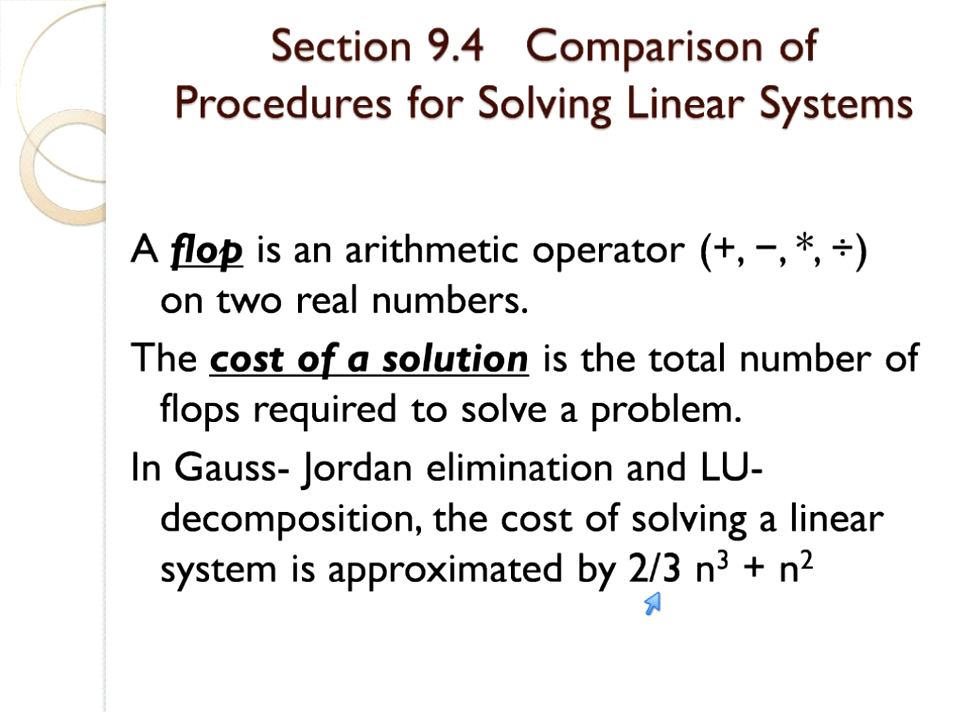 Section 9.4 Comparison of
Procedures for Solving Linear Systems
A flop is an arithmetic operator (+, −, *, ÷)
on two real numbers.
The cost of a solution is the total number of
flops required to solve a problem.
In Gauss- Jordan elimination and LU-
decomposition, the cost of solving a linear
system is approximated by 2/3 n³ + n²